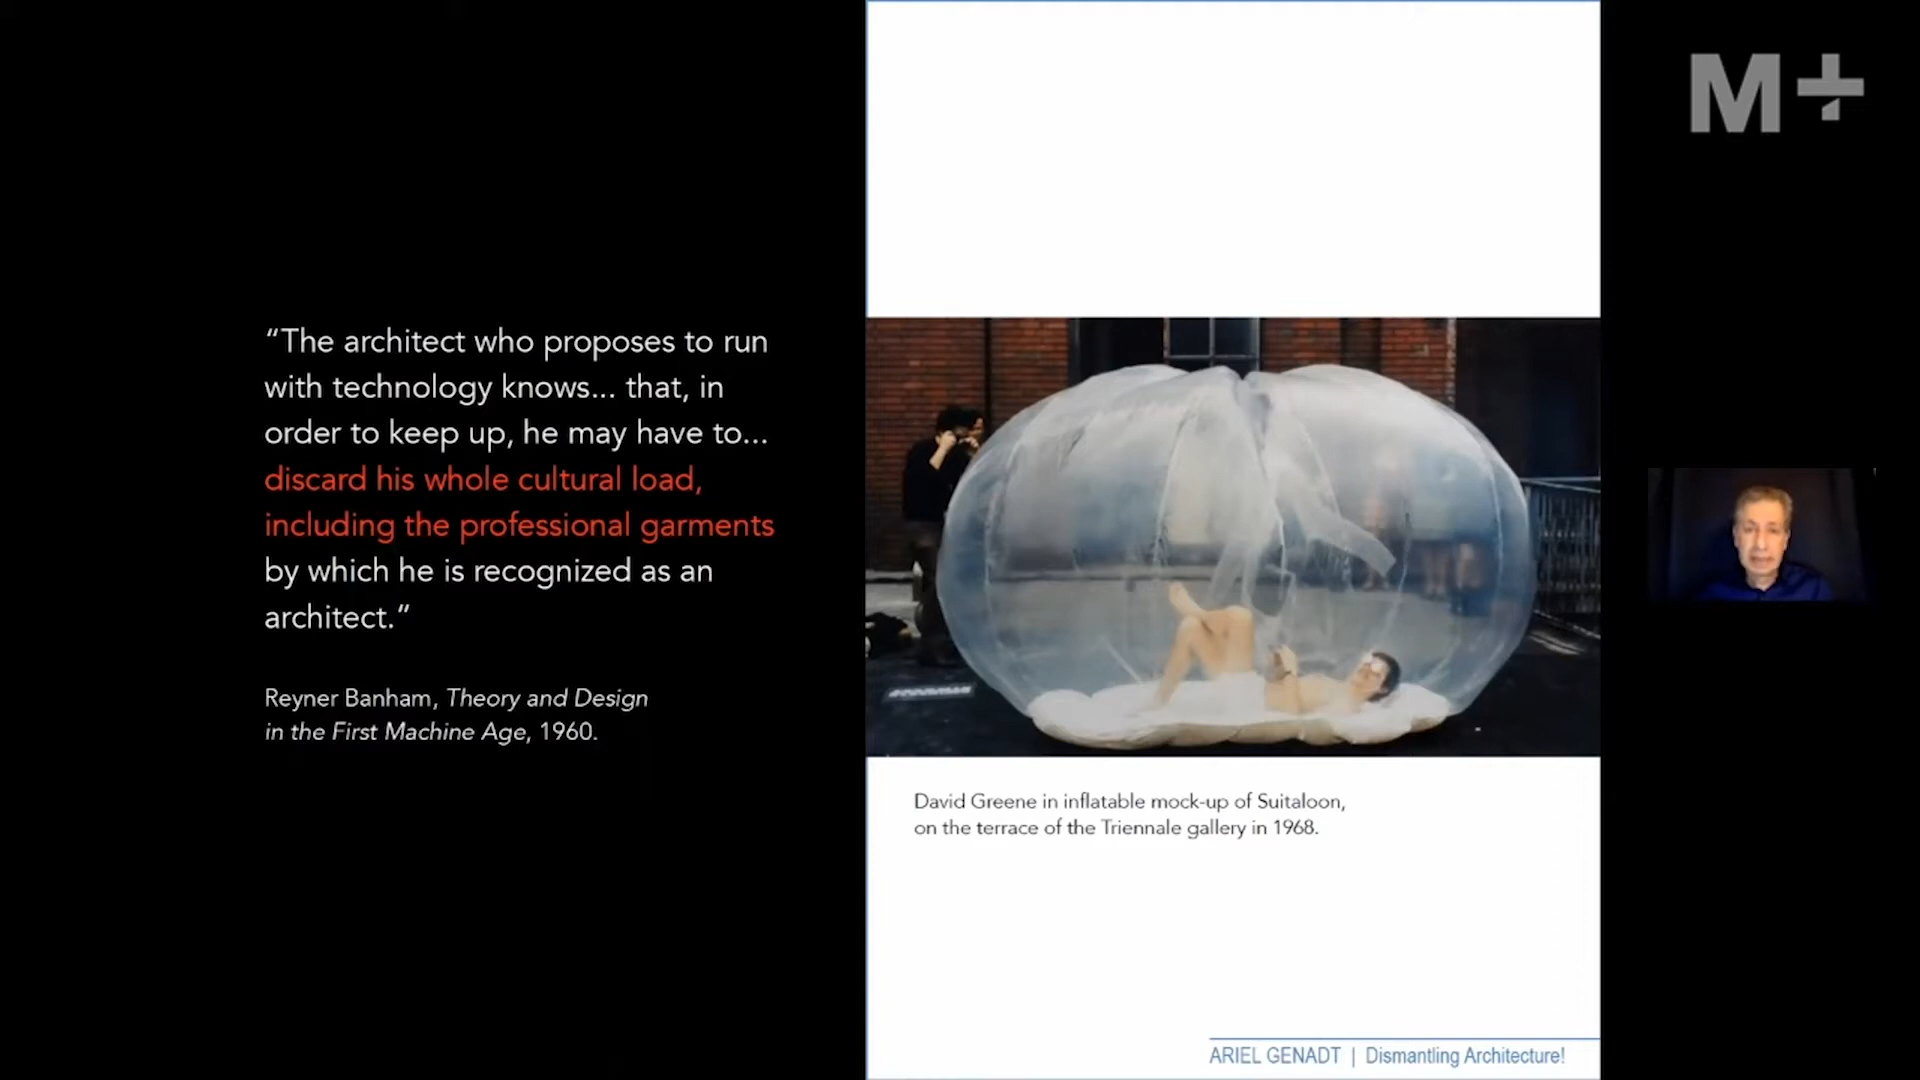 “The architect who proposes to run
with technology knows... that, in
order to keep up, he may have to...
discard his whole cultural load,
including the professional garments
by which he is recognized as an
architect.”
Reyner Banham, Theory and Design
in the First Machine Age, 1960.
David Greene in inflatable mock-up of Suitaloon,
on the terrace of the Triennale gallery in 1968.
ARIEL GENADT | Dismantling Architecture!
M+